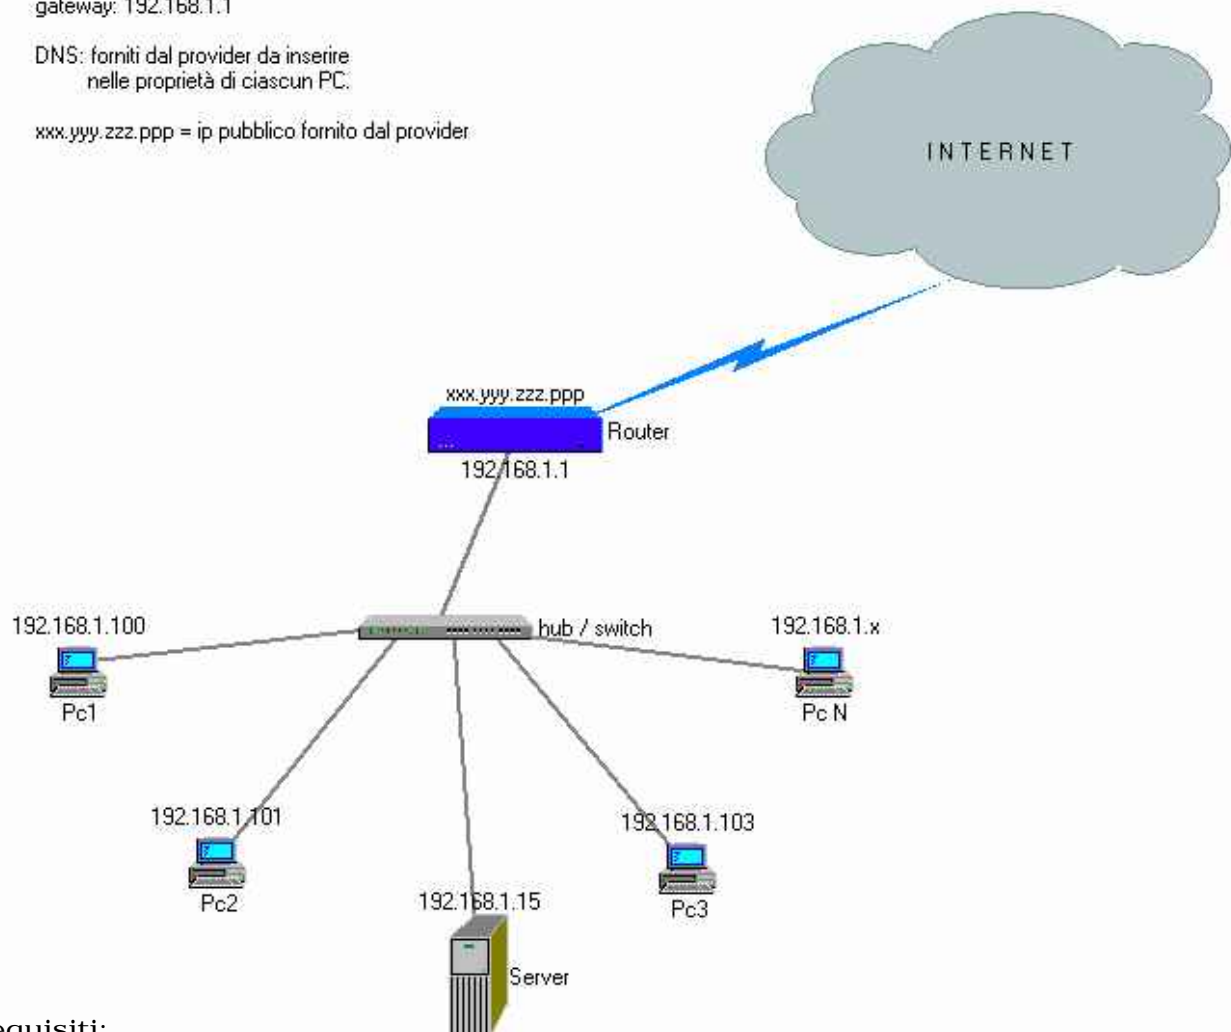 gateway: 192.168.1.1
DNS: forniti dal provider da inserire
nelle proprietà di ciascun PC.
xxx.yyy.zzz.ppp = ip pubblico fornito dal provider
INTERNET
xxx.yyy.zzz.ppp
Router
192.168.1.1
192.168.1.100
hub / switch
192.168.1.x
Pc1
Pc N
192.168.1.101
192.168.1.103
Pc2
Pc3
192.168.1.15
Server
equisiti: